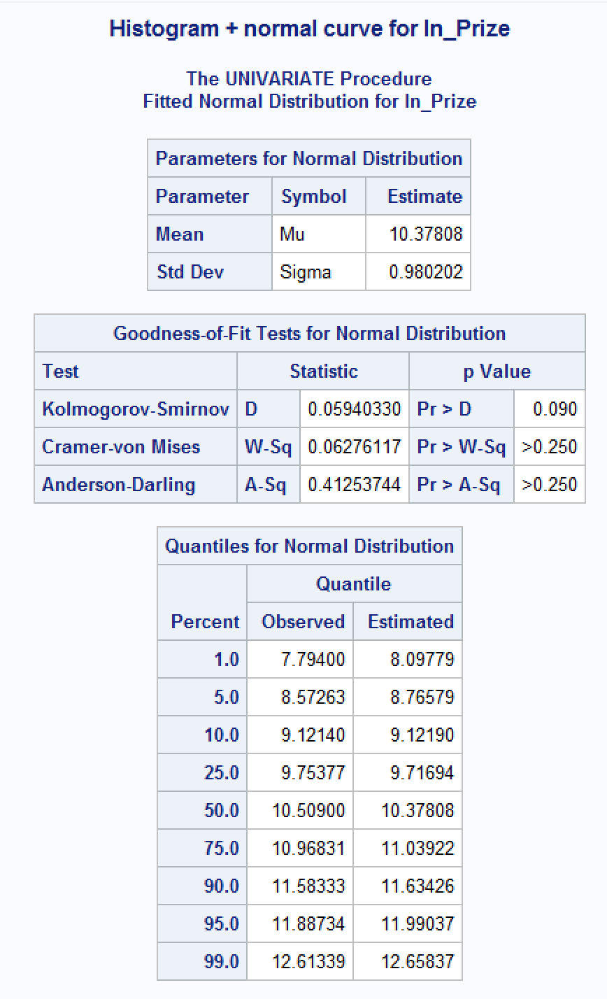 Histogram + normal curve for ln_Prize
The UNIVARIATE Procedure
Fitted Normal Distribution for ln_Prize
Parameters for Normal Distribution
Parameter Symbol Estimate
Mean Mu 10.37808
Std Dev Sigma 0.980202
Goodness-of-Fit Tests for Normal Distribution
Test Statistic p Value
Kolmogorov-Smirnov D 0.05940330 Pr > D 0.090
Cramer-von Mises W-Sq 0.06276117 Pr > W-Sq >0.250
Anderson-Darling A-Sq 0.41253744 Pr > A-Sq >0.250
Quantiles for Normal Distribution
Quantile
Percent Observed Estimated
1.0 7.79400 8.09779
5.0 8.57263 8.76579
10.0 9.12140 9.12190
25.0 9.75377 9.71694
50.0 10.50900 10.37808
75.0 10.96831 11.03922
90.0 11.58333 11.63426
95.0 11.88734 11.99037
99.0 12.61339 12.65837